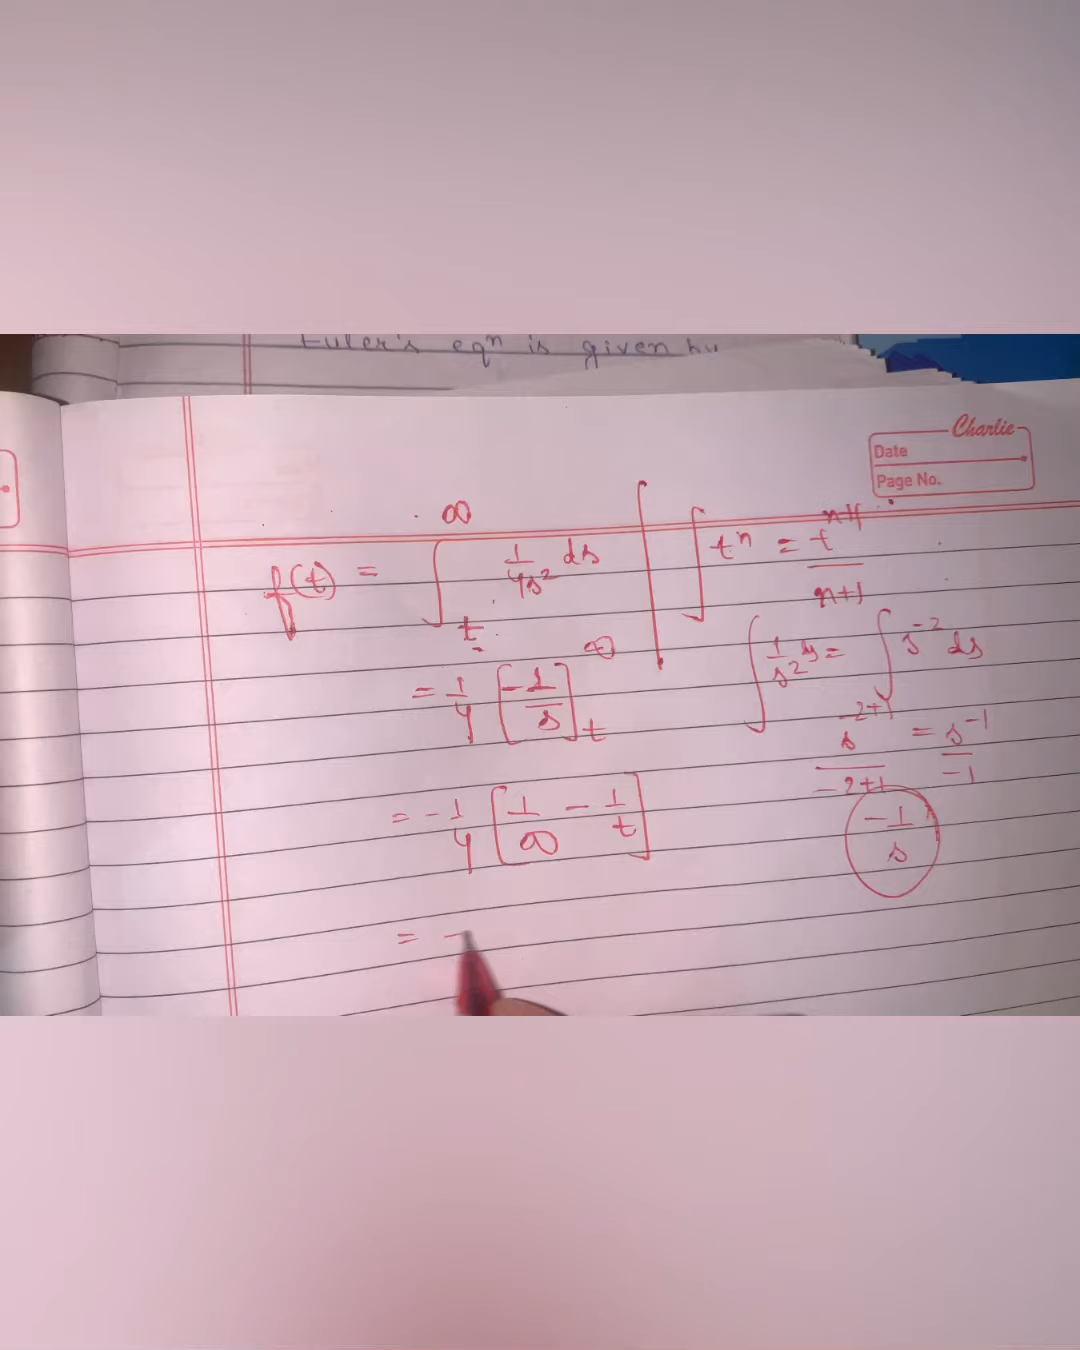 Euler's eqⁿ is given by
Charlie
Date
Page No.
f(t) = ∫_t^∞ 1/4s² ds
= 1/4 [-1/s]_t^∞
= -1/4 [1/∞ - 1/t]
= -
∫ tⁿ = t^(n+1)/(n+1)
∫ 1/s² ds = ∫ s⁻² ds
s^(-2+1)/(-2+1) = s⁻¹/-1
-1/s